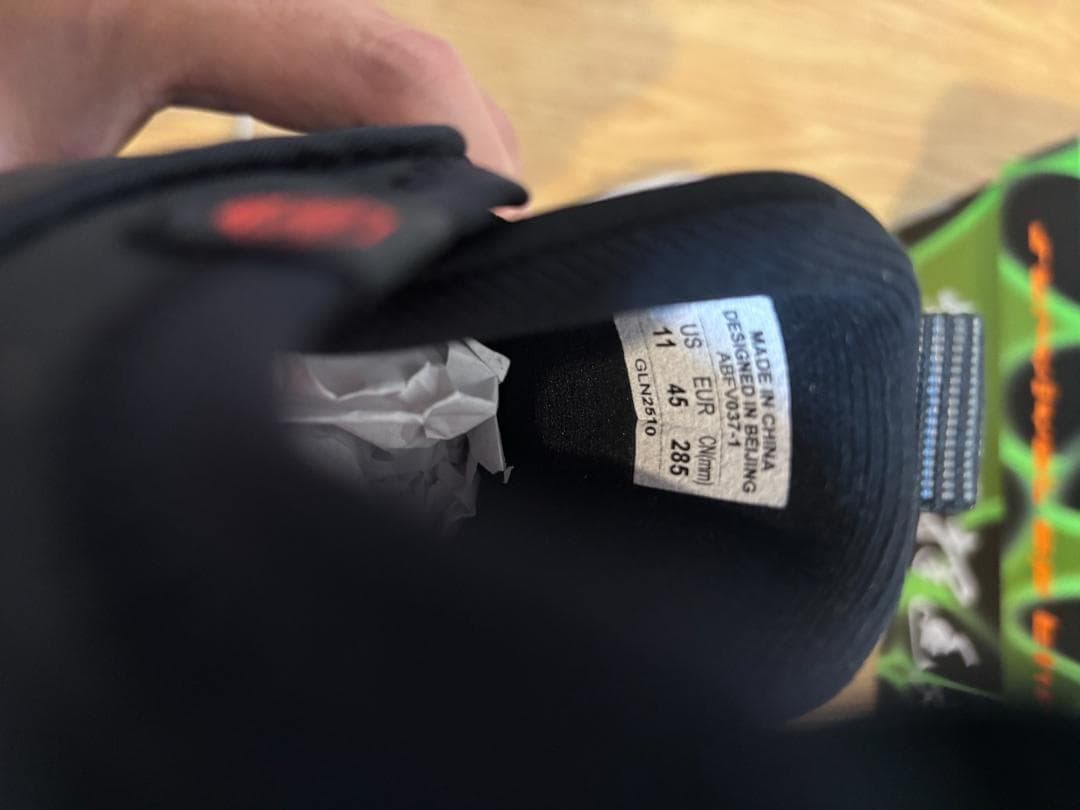 MADE IN CHINA
DESIGNED IN BEIJING
ABFV037-1
US EUR CN(mm)
11 45 285
GLN2510